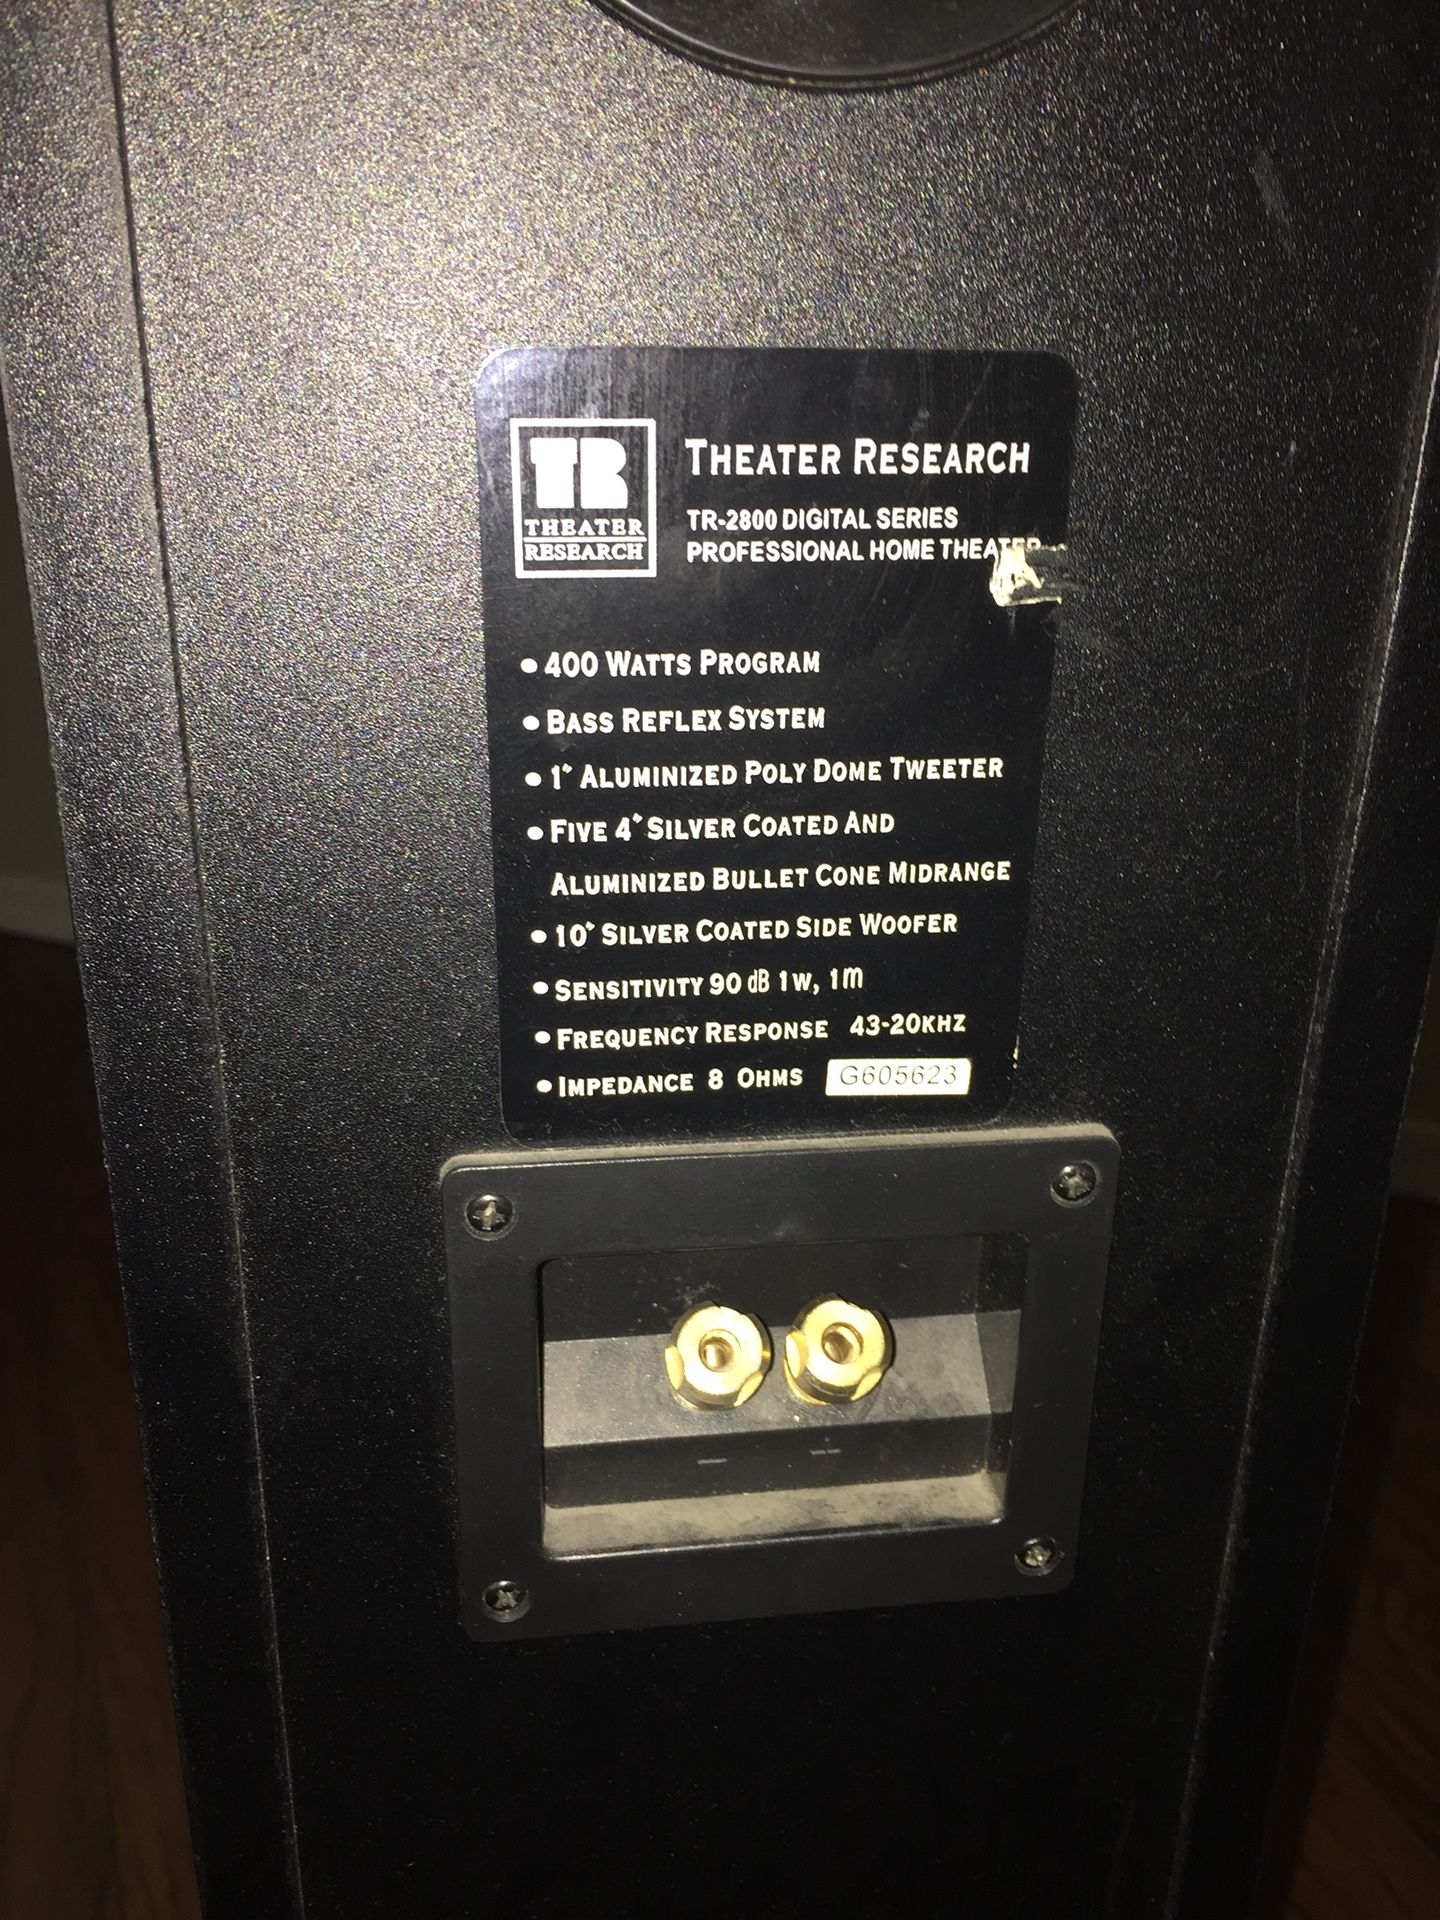 TR
THEATER
RESEARCH
THEATER RESEARCH
TR-2800 DIGITAL SERIES
PROFESSIONAL HOME THEATER
• 400 WATTS PROGRAM
• BASS REFLEX SYSTEM
• 1" ALUMINIZED POLY DOME TWEETER
• FIVE 4" SILVER COATED AND
ALUMINIZED BULLET CONE MIDRANGE
• 10" SILVER COATED SIDE WOOFER
• SENSITIVITY 90 dB 1W, 1m
• FREQUENCY RESPONSE 43-20KHZ
• IMPEDANCE 8 OHMS G605623